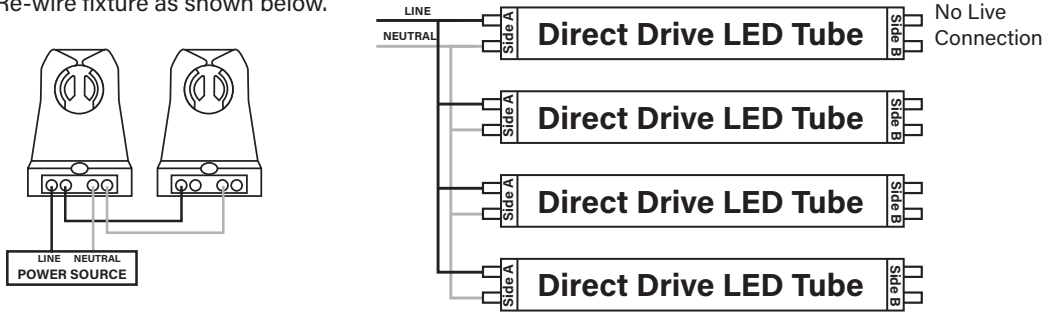 Re-wire fixture as shown below.
LINE
NEUTRAL
POWER SOURCE
LINE
NEUTRAL
Side A
Direct Drive LED Tube
Side B
No Live
Connection
Side A
Direct Drive LED Tube
Side B
Side A
Direct Drive LED Tube
Side B
Side A
Direct Drive LED Tube
Side B